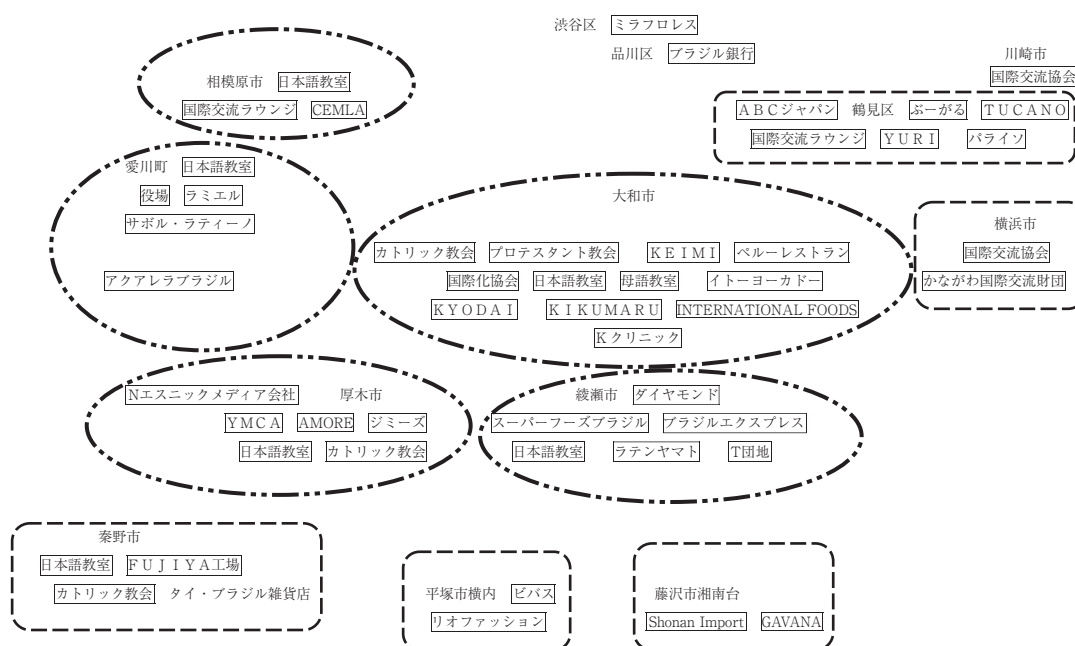 渋谷区 ミラフロレス
品川区 ブラジル銀行
川崎市
国際交流協会
相模原市 日本語教室
国際交流ラウンジ CEMLA
ABCジャパン 鶴見区 ぶーがる TUCANO
国際交流ラウンジ YURI パライソ
愛川町 日本語教室
役場 ラミエル
サボル・ラティーノ
アクアレラブラジル
大和市
カトリック教会 プロテスタント教会 KEIMI ペルーレストラン
国際化協会 日本語教室 母語教室 イトーヨーカドー
KYODAI KIKUMARU INTERNATIONAL FOODS
Kクリニック
横浜市
国際交流協会
かながわ国際交流財団
Nエスニックメディア会社 厚木市
YMCA AMORE ジミーズ
日本語教室 カトリック教会
綾瀬市 ダイヤモンド
スーパーフーズブラジル ブラジルエクスプレス
日本語教室 ラテンヤマト T団地
秦野市
日本語教室 FUJIYA工場
カトリック教会 タイ・ブラジル雑貨店
平塚市横内 ビバス
リオファッション
藤沢市湘南台
Shonan Import GAVANA